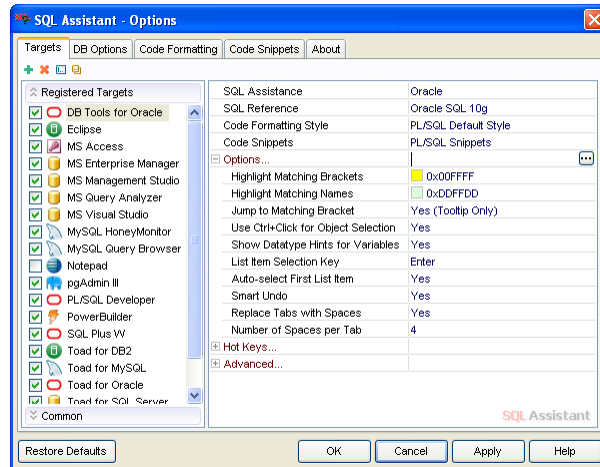 SQL Assistant - Options
Targets DB Options Code Formatting Code Snippets About
Registered Targets
DB Tools for Oracle
Eclipse
MS Access
MS Enterprise Manager
MS Management Studio
MS Query Analyzer
MS Visual Studio
MySQL HoneyMonitor
MySQL Query Browser
Notepad
pgAdmin III
PL/SQL Developer
PowerBuilder
SQL Plus W
Toad for DB2
Toad for MySQL
Toad for Oracle
Toad for SQL Server
Common
SQL Assistance Oracle
SQL Reference Oracle SQL 10g
Code Formatting Style PL/SQL Default Style
Code Snippets PL/SQL Snippets
Options...
Highlight Matching Brackets 0x00FFFF
Highlight Matching Names 0xDDFFDD
Jump to Matching Bracket Yes (Tooltip Only)
Use Ctrl+Click for Object Selection Yes
Show Datatype Hints for Variables Yes
List Item Selection Key Enter
Auto-select First List Item Yes
Smart Undo Yes
Replace Tabs with Spaces Yes
Number of Spaces per Tab 4
Hot Keys...
Advanced...
SQL Assistant
Restore Defaults OK Cancel Apply Help